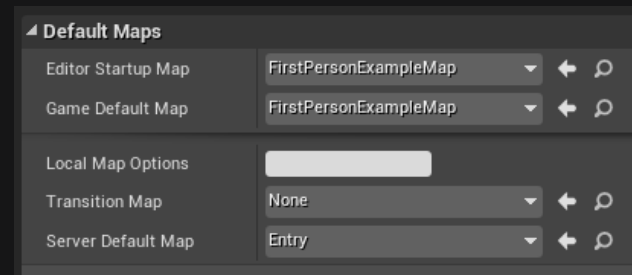 Default Maps
Editor Startup Map FirstPersonExampleMap
Game Default Map FirstPersonExampleMap
Local Map Options
Transition Map None
Server Default Map Entry